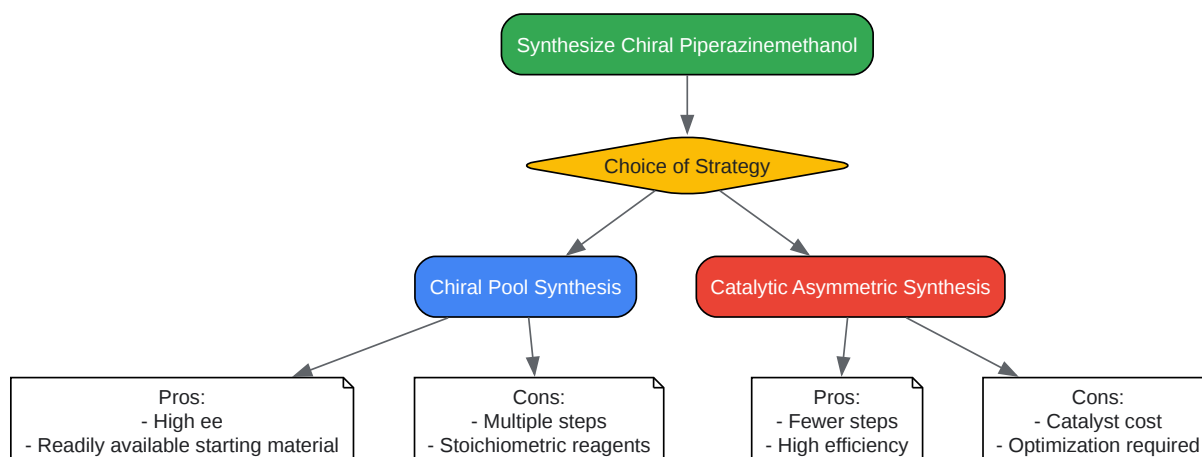 Synthesize Chiral Piperazinemethanol
Choice of Strategy
Chiral Pool Synthesis
Catalytic Asymmetric Synthesis
Pros:
- High ee
- Readily available starting material
Cons:
- Multiple steps
- Stoichiometric reagents
Pros:
- Fewer steps
- High efficiency
Cons:
- Catalyst cost
- Optimization required